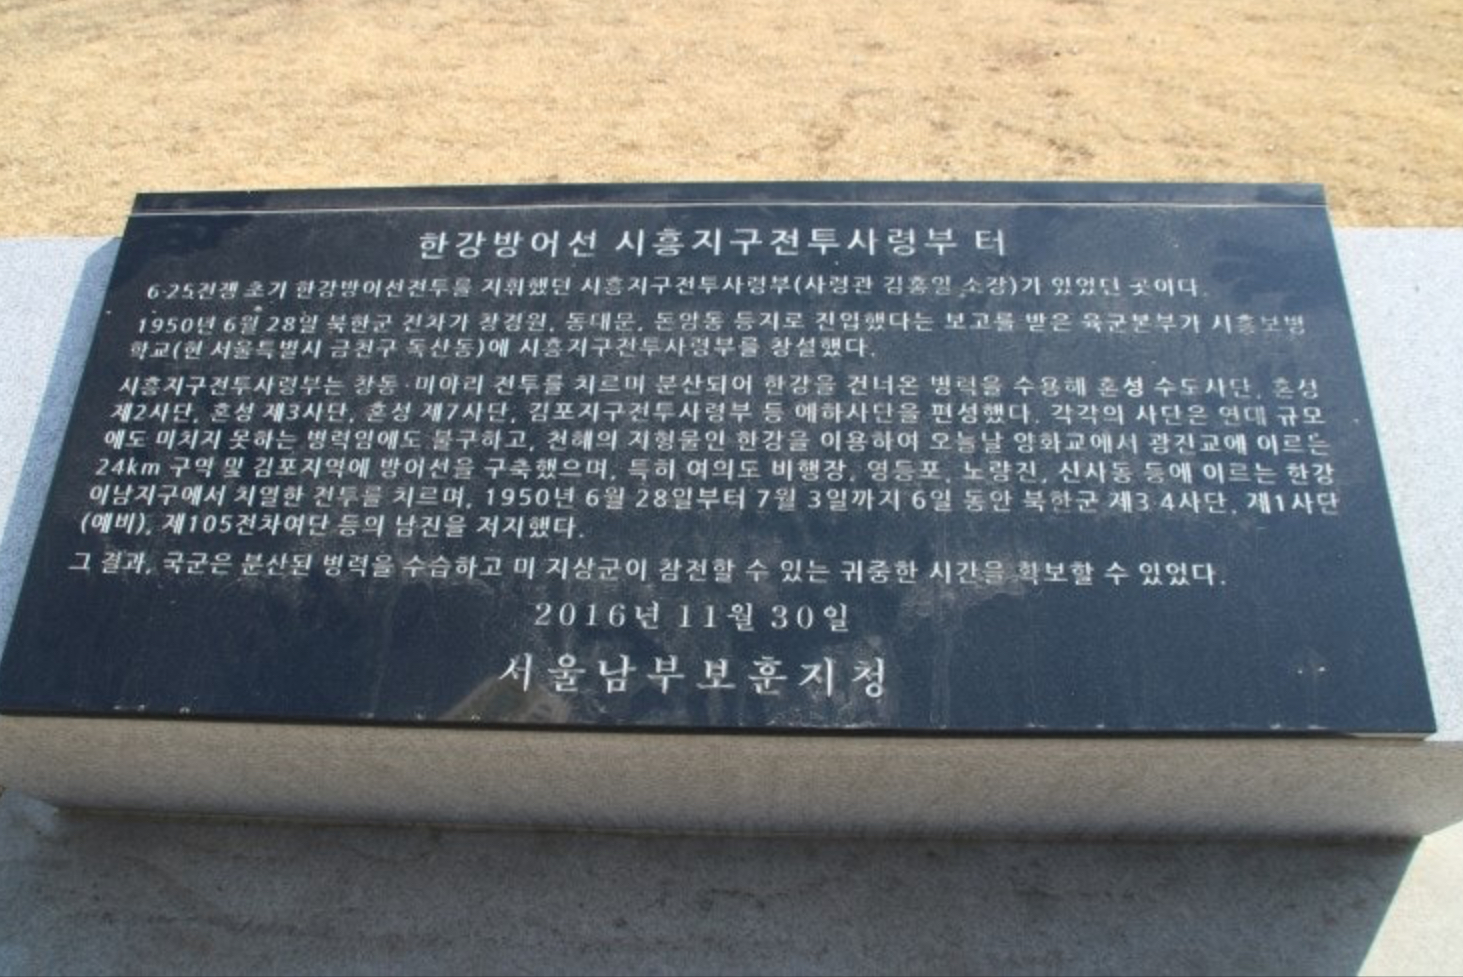 한강방어선 시흥지구전투사령부 터
6·25전쟁 초기 한강방어선전투를 지휘했던 시흥지구전투사령부(사령관 김홍일 소장)가 있었던 곳이다.
1950년 6월 28일 북한군 전차가 창경원, 동대문, 돈암동 등지로 진입했다는 보고를 받은 육군본부가 시흥보병
학교(현 서울특별시 금천구 독산동)에 시흥지구전투사령부를 창설했다.
시흥지구전투사령부는 창동·미아리 전투를 치르며 분산되어 한강을 건너온 병력을 수용해 혼성 수도사단, 혼성
제2사단, 혼성 제3사단, 혼성 제7사단, 김포지구전투사령부 등 예하사단을 편성했다. 각각의 사단은 연대 규모
에도 미치지 못하는 병력임에도 불구하고, 천혜의 지형물인 한강을 이용하여 오늘날 양화교에서 광진교에 이르는
24km 구역 및 김포지역에 방어선을 구축했으며, 특히 여의도 비행장, 영등포, 노량진, 신사동 등에 이르는 한강
이남지구에서 치열한 전투를 치르며, 1950년 6월 28일부터 7월 3일까지 6일 동안 북한군 제3·4사단, 제1사단
(예비), 제105전차여단 등의 남진을 저지했다.
그 결과, 국군은 분산된 병력을 수습하고 미 지상군이 참전할 수 있는 귀중한 시간을 확보할 수 있었다.
2016년 11월 30일
서울남부보훈지청